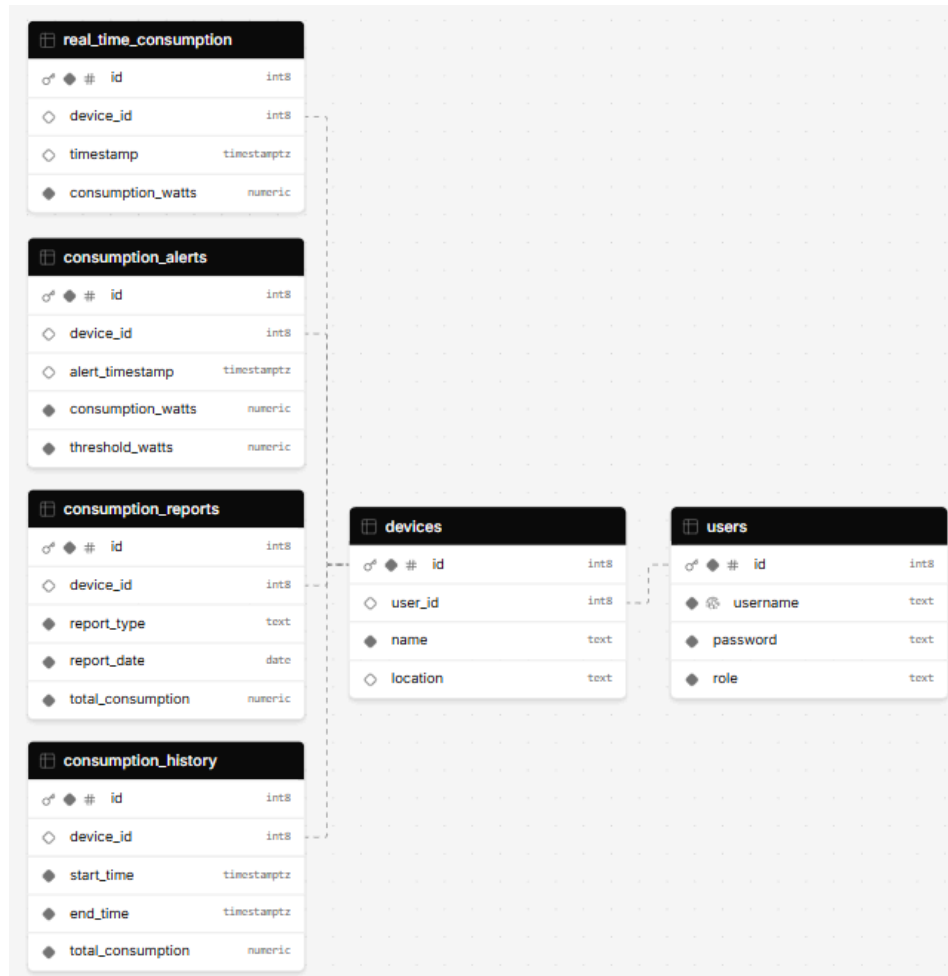 real_time_consumption
# id int8
device_id int8
timestamp timestamptz
consumption_watts numeric
consumption_alerts
# id int8
device_id int8
alert_timestamp timestamptz
consumption_watts numeric
threshold_watts numeric
consumption_reports
# id int8
device_id int8
report_type text
report_date date
total_consumption numeric
devices
# id int8
user_id int8
name text
location text
users
# id int8
username text
password text
role text
consumption_history
# id int8
device_id int8
start_time timestamptz
end_time timestamptz
total_consumption numeric